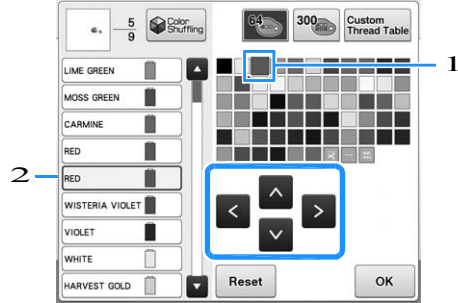 5
9
Color
Shuffling
64
300
Custom
Thread Table
1
LIME GREEN
MOSS GREEN
CARMINE
RED
2
RED
WISTERIA VIOLET
VIOLET
WHITE
HARVEST GOLD
Reset
OK